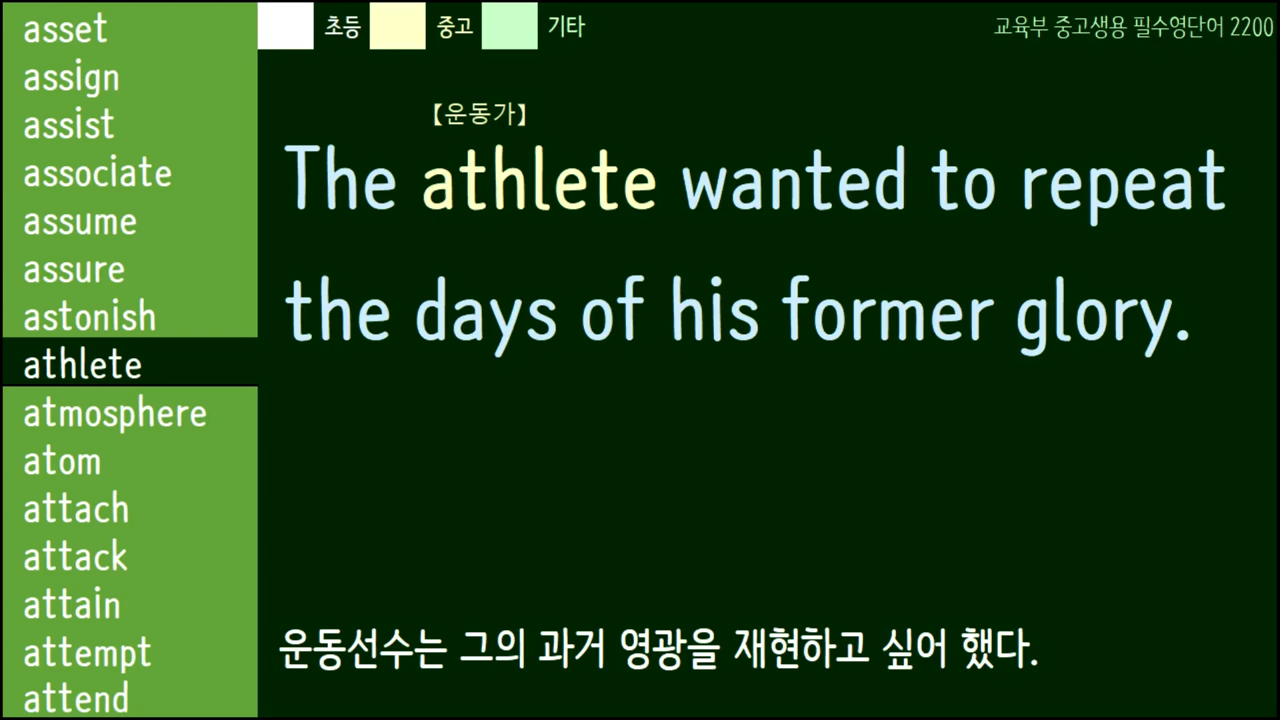 asset
assign
assist
associate
assume
assure
astonish
athlete
atmosphere
atom
attach
attack
attain
attempt
attend
초등 중고 기타
교육부 중고생용 필수영단어 2200
【운동가】
The athlete wanted to repeat
the days of his former glory.
운동선수는 그의 과거 영광을 재현하고 싶어 했다.